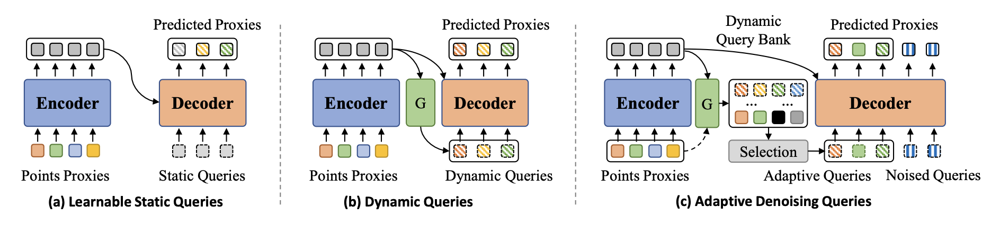 Predicted Proxies
Encoder
Decoder
Points Proxies
Static Queries
(a) Learnable Static Queries
Predicted Proxies
Encoder
G
Decoder
Points Proxies
Dynamic Queries
(b) Dynamic Queries
Dynamic
Query Bank
Predicted Proxies
Encoder
G
... ...
Decoder
Selection
Points Proxies
Adaptive Queries
Noised Queries
(c) Adaptive Denoising Queries